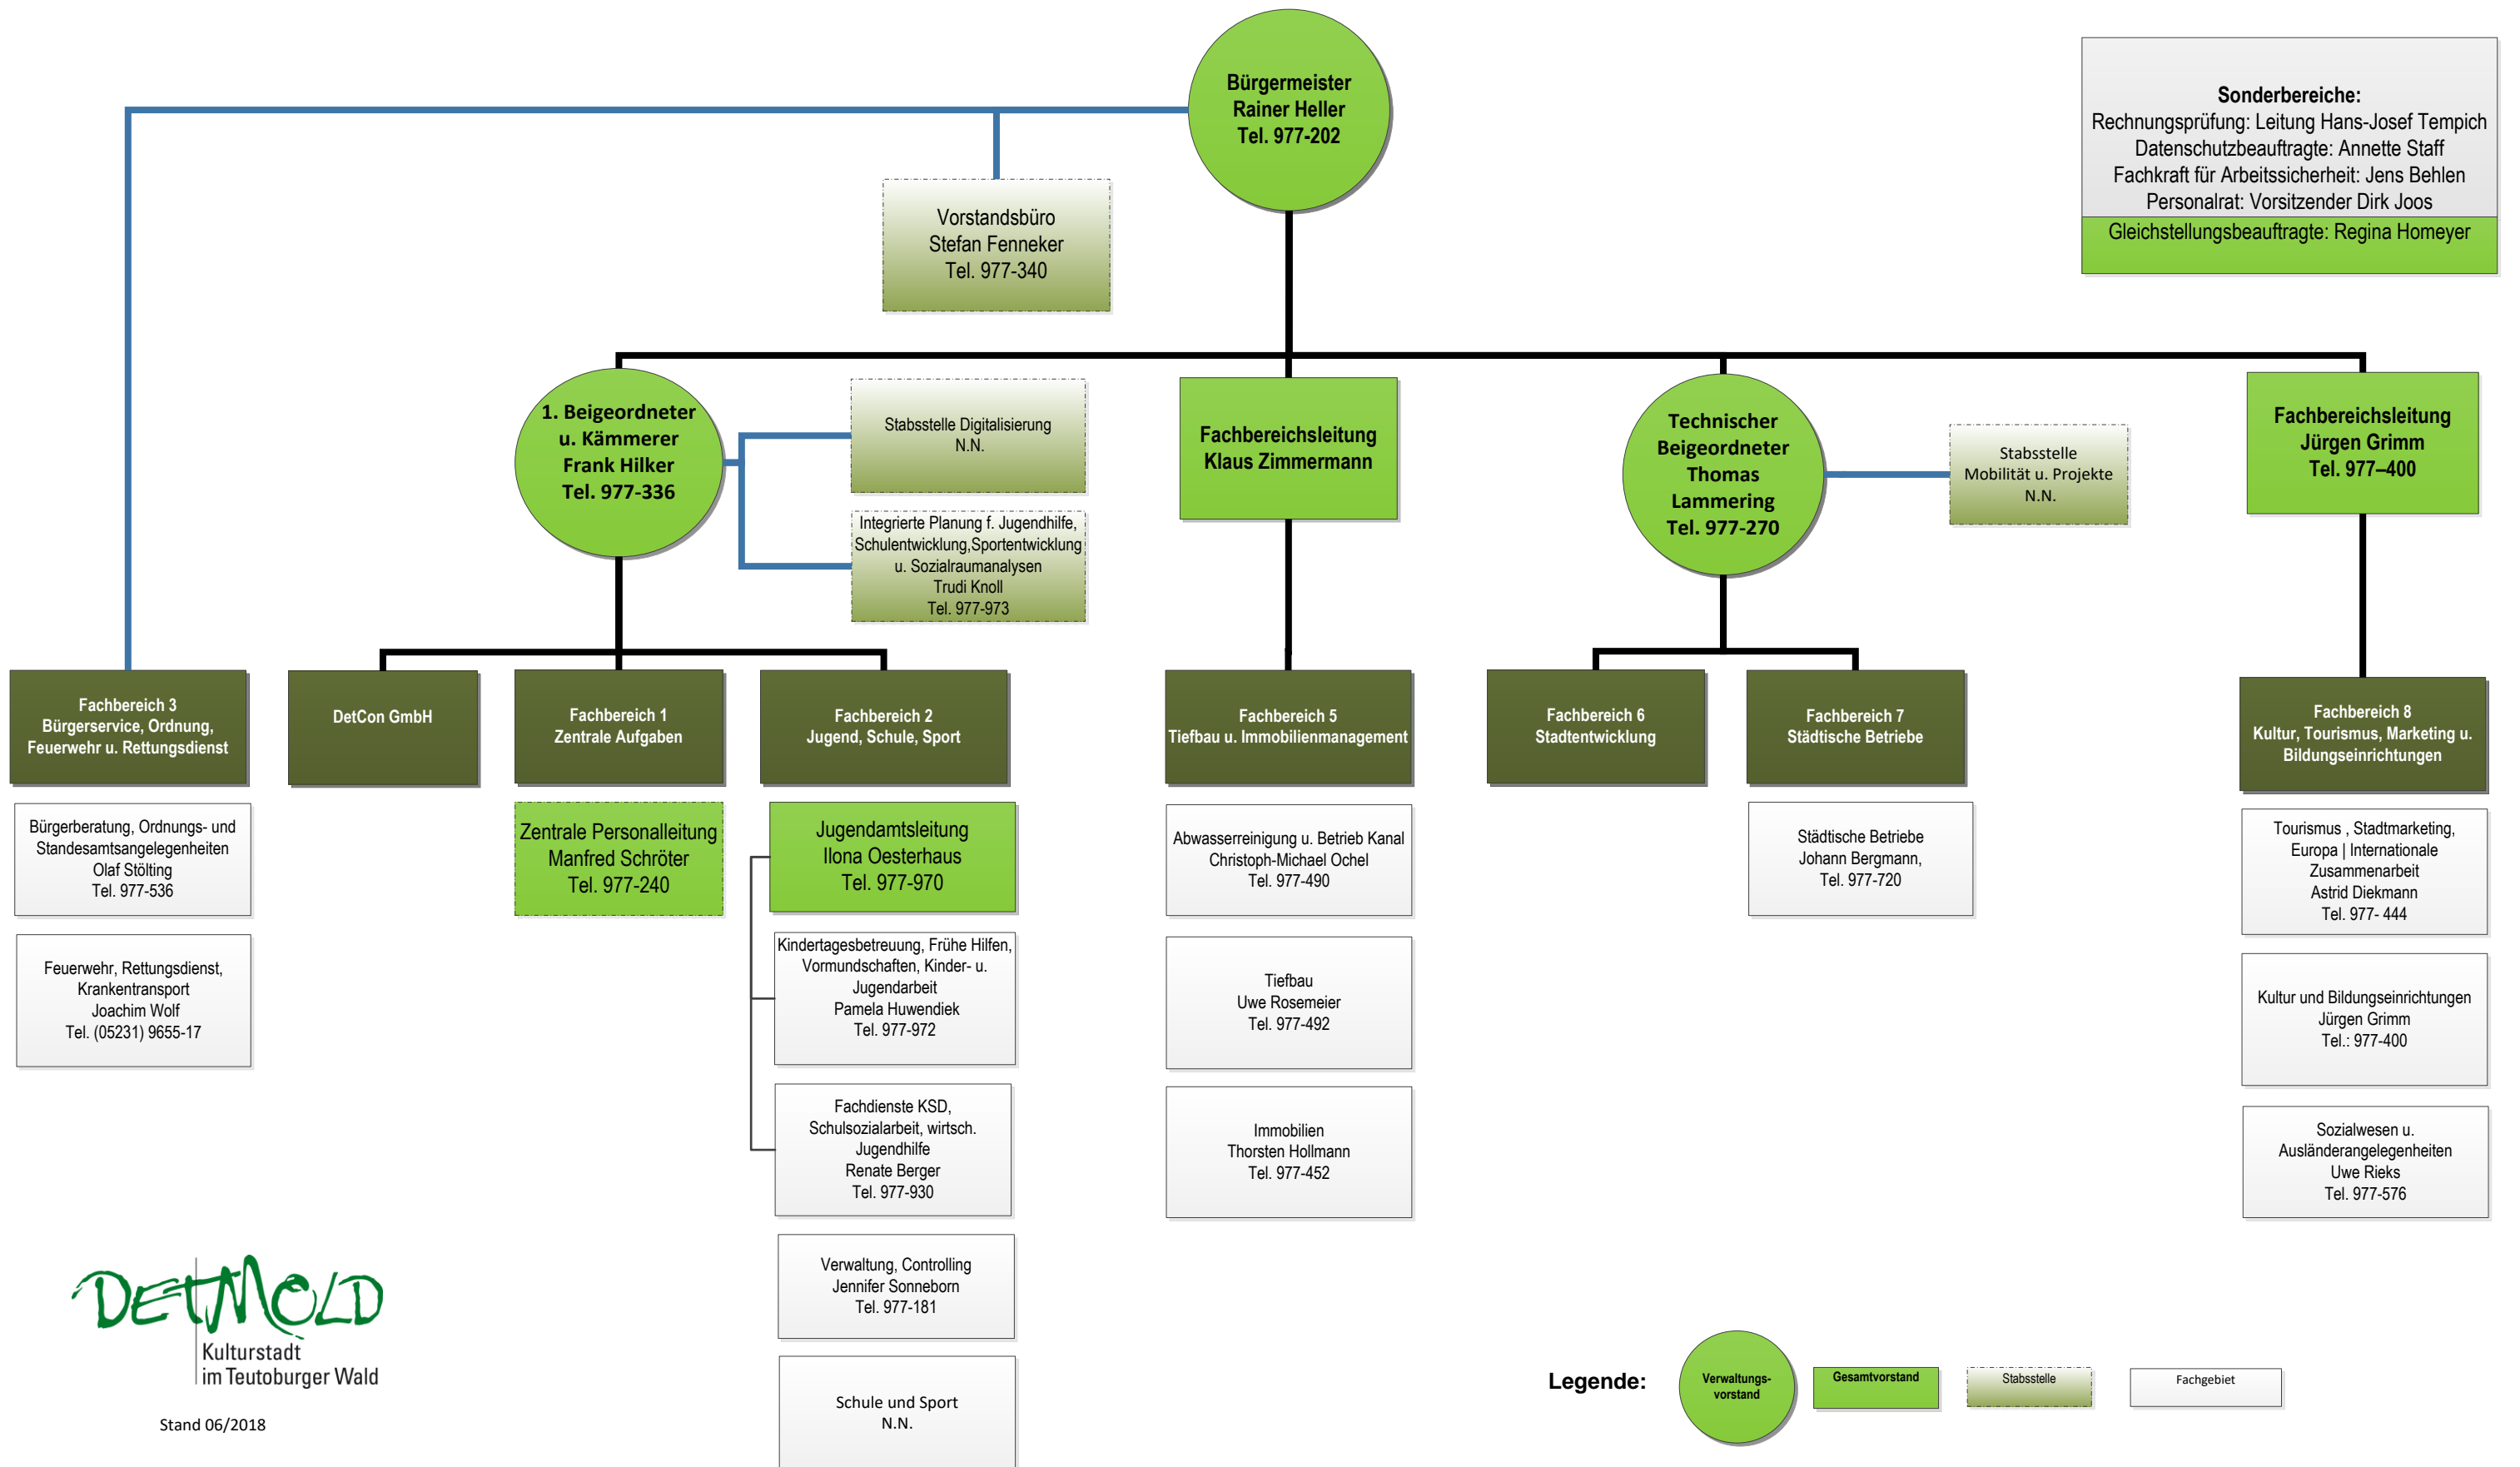 Bürgermeister
Rainer Heller
Tel. 977-202
Sonderbereiche:
Rechnungsprüfung: Leitung Hans-Josef Tempich
Datenschutzbeauftragte: Annette Staff
Fachkraft für Arbeitssicherheit: Jens Behlen
Personalrat: Vorsitzender Dirk Joos
Gleichstellungsbeauftragte: Regina Homeyer
Vorstandsbüro
Stefan Fenneker
Tel. 977-340
1. Beigeordneter
u. Kämmerer
Frank Hilker
Tel. 977-336
Stabsstelle Digitalisierung
N.N.
Integrierte Planung f. Jugendhilfe,
Schulentwicklung,Sportentwicklung
u. Sozialraumanalysen
Trudi Knoll
Tel. 977-973
Fachbereichsleitung
Klaus Zimmermann
Technischer
Beigeordneter
Thomas
Lammering
Tel. 977-270
Stabsstelle
Mobilität u. Projekte
N.N.
Fachbereichsleitung
Jürgen Grimm
Tel. 977–400
Fachbereich 3
Bürgerservice, Ordnung,
Feuerwehr u. Rettungsdienst
Bürgerberatung, Ordnungs- und
Standesamtsangelegenheiten
Olaf Stölting
Tel. 977-536
Feuerwehr, Rettungsdienst,
Krankentransport
Joachim Wolf
Tel. (05231) 9655-17
DetCon GmbH
Fachbereich 1
Zentrale Aufgaben
Zentrale Personalleitung
Manfred Schröter
Tel. 977-240
Fachbereich 2
Jugend, Schule, Sport
Jugendamtsleitung
Ilona Oesterhaus
Tel. 977-970
Kindertagesbetreuung, Frühe Hilfen,
Vormundschaften, Kinder- u.
Jugendarbeit
Pamela Huwendiek
Tel. 977-972
Fachdienste KSD,
Schulsozialarbeit, wirtsch.
Jugendhilfe
Renate Berger
Tel. 977-930
Verwaltung, Controlling
Jennifer Sonneborn
Tel. 977-181
Schule und Sport
N.N.
Fachbereich 5
Tiefbau u. Immobilienmanagement
Abwasserreinigung u. Betrieb Kanal
Christoph-Michael Ochel
Tel. 977-490
Tiefbau
Uwe Rosemeier
Tel. 977-492
Immobilien
Thorsten Hollmann
Tel. 977-452
Fachbereich 6
Stadtentwicklung
Fachbereich 7
Städtische Betriebe
Städtische Betriebe
Johann Bergmann,
Tel. 977-720
Fachbereich 8
Kultur, Tourismus, Marketing u.
Bildungseinrichtungen
Tourismus , Stadtmarketing,
Europa | Internationale
Zusammenarbeit
Astrid Diekmann
Tel. 977- 444
Kultur und Bildungseinrichtungen
Jürgen Grimm
Tel.: 977-400
Sozialwesen u.
Ausländerangelegenheiten
Uwe Rieks
Tel. 977-576
DETMOLD
Kulturstadt
im Teutoburger Wald
Stand 06/2018
Legende:
Verwaltungs-
vorstand
Gesamtvorstand
Stabsstelle
Fachgebiet